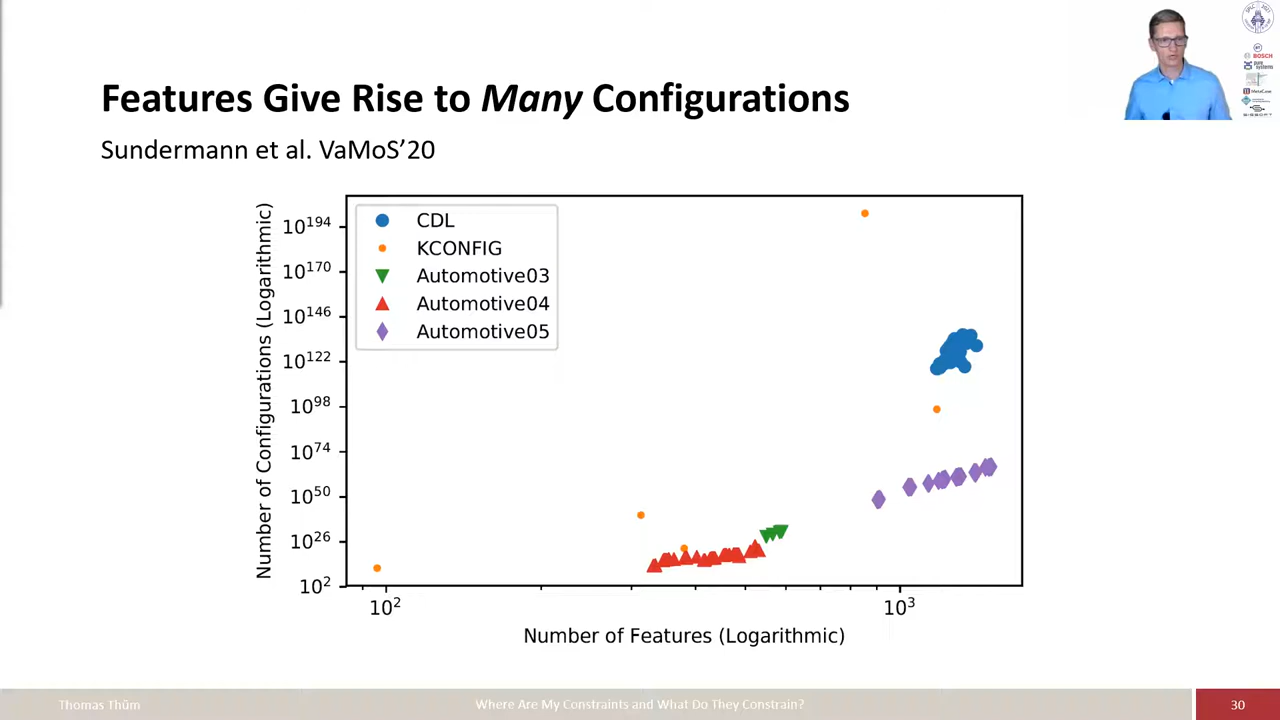 Features Give Rise to Many Configurations
Sundermann et al. VaMoS’20
Number of Configurations (Logarithmic)
10^194
10^170
10^146
10^122
10^98
10^74
10^50
10^26
10^2
CDL
KCONFIG
Automotive03
Automotive04
Automotive05
10^2
10^3
Number of Features (Logarithmic)
BOSCH
Thomas Thüm
Where Are My Constraints and What Do They Constrain?
30